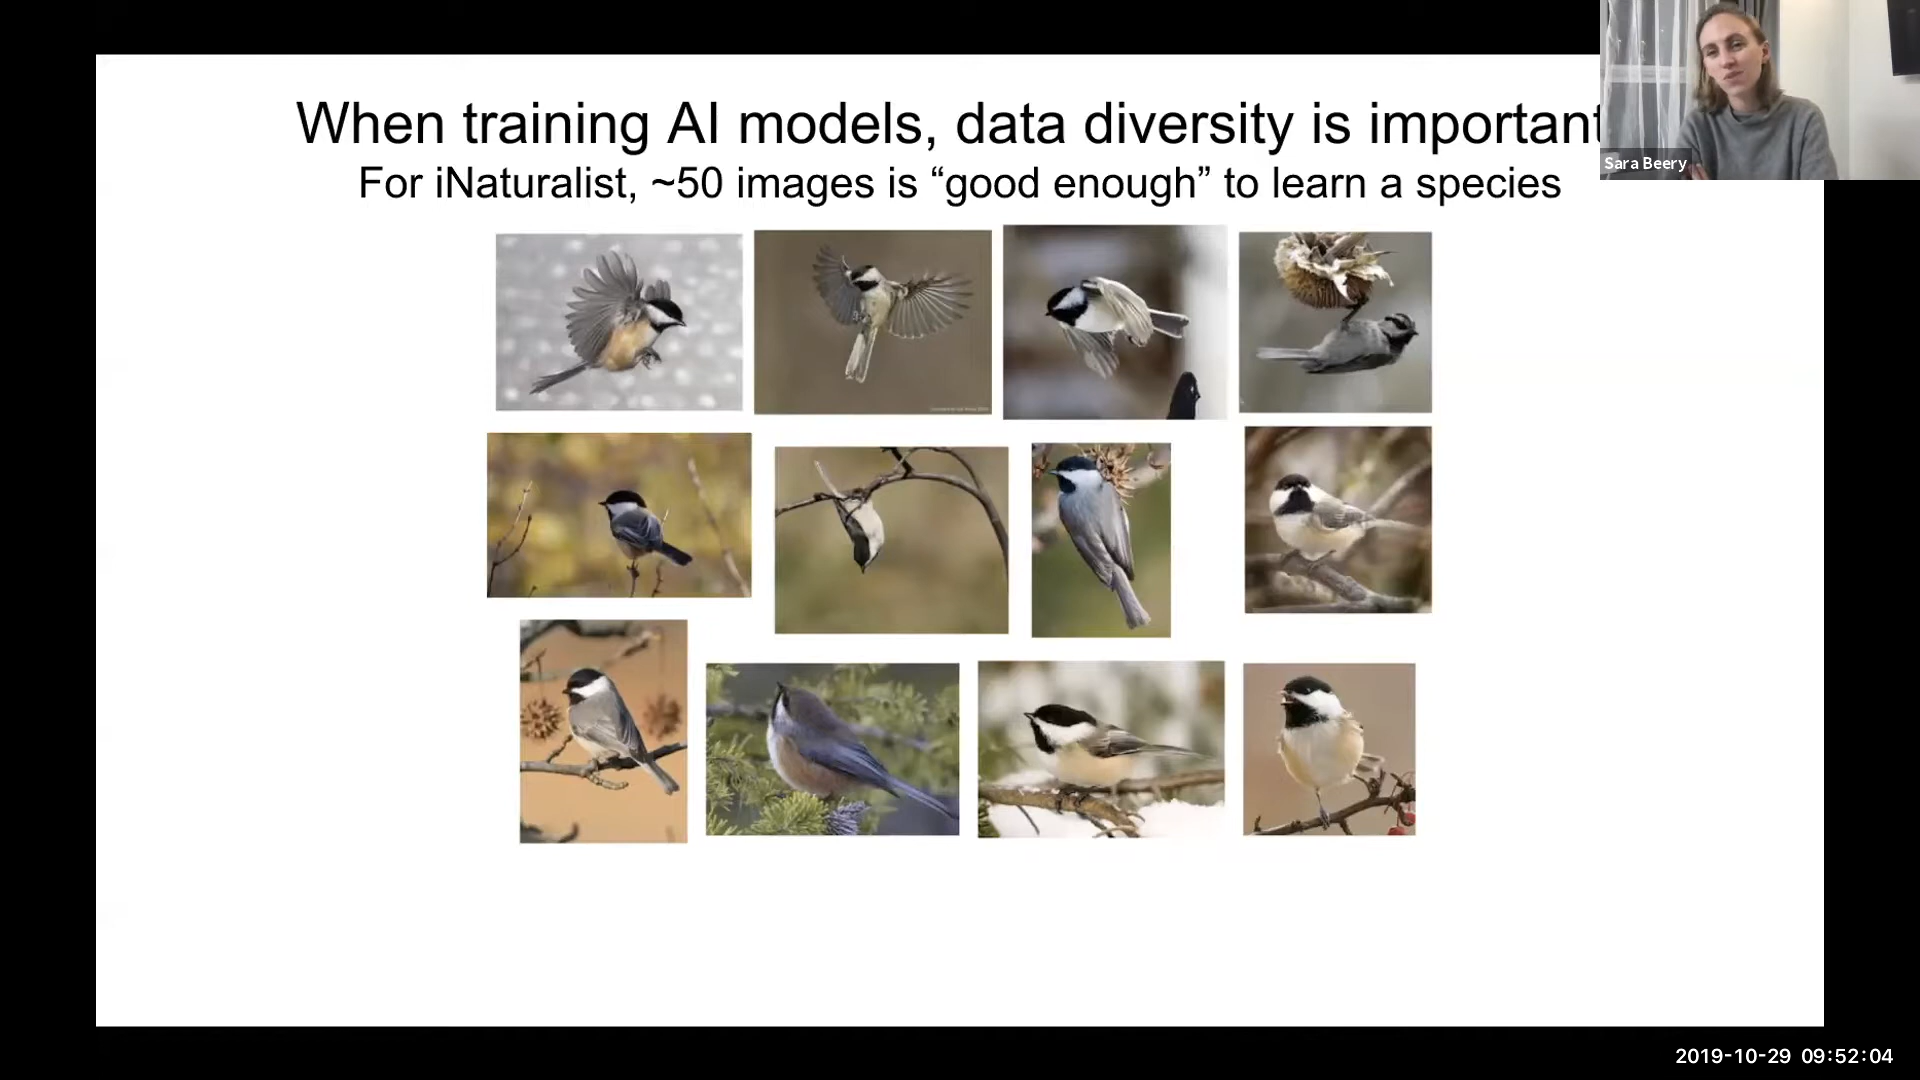 When training AI models, data diversity is important
For iNaturalist, ~50 images is “good enough” to learn a species
Sara Beery
2019-10-29 09:52:04